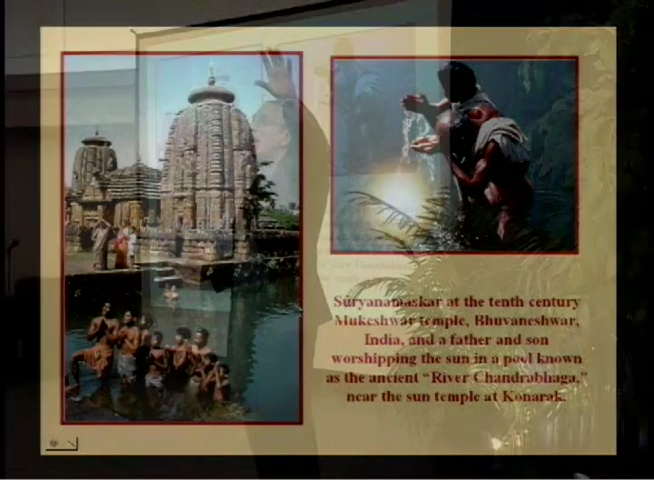 Sūryanamaskar at the tenth century
Mukeshwar temple, Bhuvaneshwar,
India, and a father and son
worshipping the sun in a pool known
as the ancient "River Chandrabhaga,"
near the sun temple at Konarak.